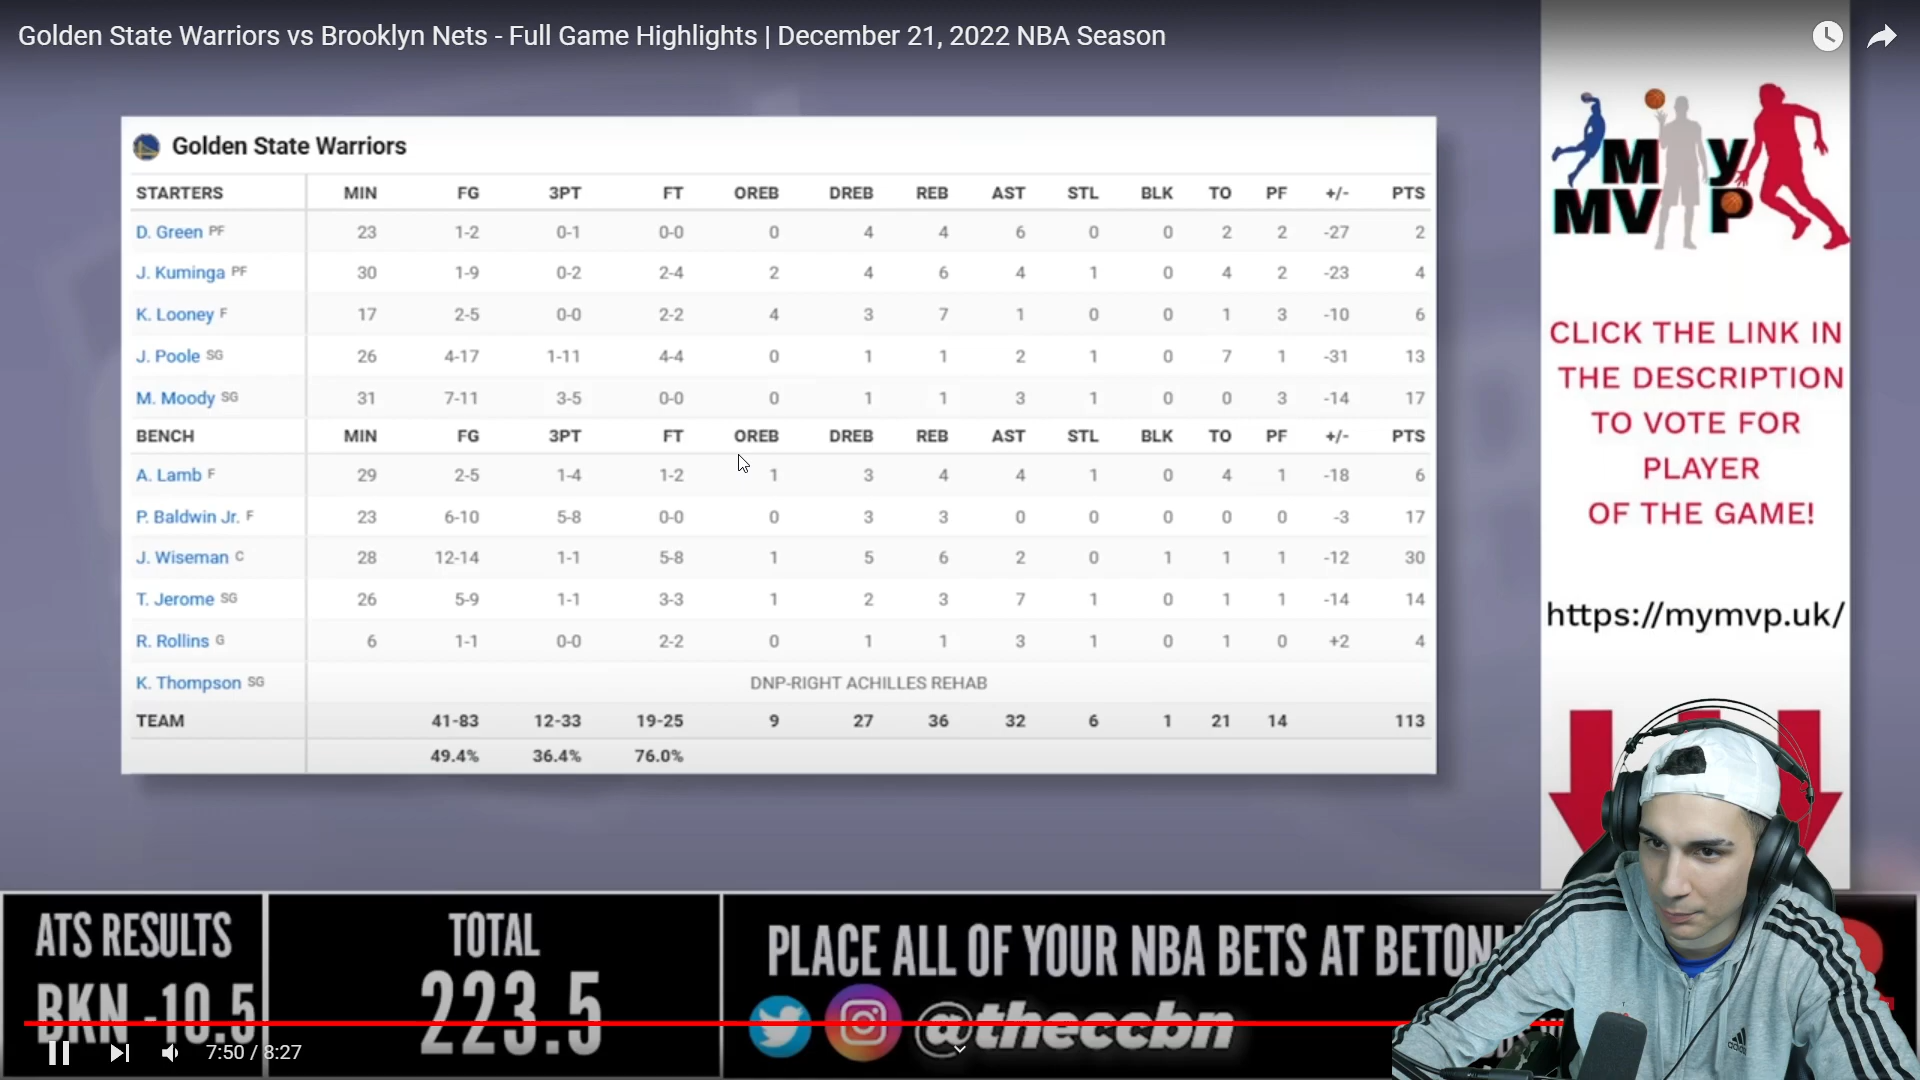 Golden State Warriors vs Brooklyn Nets - Full Game Highlights | December 21, 2022 NBA Season
Golden State Warriors
STARTERS MIN FG 3PT FT OREB DREB REB AST STL BLK TO PF +/- PTS
D. Green PF 23 1-2 0-1 0-0 0 4 4 6 0 0 2 2 -27 2
J. Kuminga PF 30 1-9 0-2 2-4 2 4 6 4 1 0 4 2 -23 4
K. Looney F 17 2-5 0-0 2-2 4 3 7 1 0 0 1 3 -10 6
J. Poole SG 26 4-17 1-11 4-4 0 1 1 2 1 0 7 1 -31 13
M. Moody SG 31 7-11 3-5 0-0 0 1 1 3 1 0 0 3 -14 17
BENCH MIN FG 3PT FT OREB DREB REB AST STL BLK TO PF +/- PTS
A. Lamb F 29 2-5 1-4 1-2 1 3 4 4 1 0 4 1 -18 6
P. Baldwin Jr. F 23 6-10 5-8 0-0 0 3 3 0 0 0 0 0 -3 17
J. Wiseman C 28 12-14 1-1 5-8 1 5 6 2 0 1 1 1 -12 30
T. Jerome SG 26 5-9 1-1 3-3 1 2 3 7 1 0 1 1 -14 14
R. Rollins G 6 1-1 0-0 2-2 0 1 1 3 1 0 1 0 +2 4
K. Thompson SG DNP-RIGHT ACHILLES REHAB
TEAM 41-83 12-33 19-25 9 27 36 32 6 1 21 14 113
49.4% 36.4% 76.0%
My
MVP
CLICK THE LINK IN
THE DESCRIPTION
TO VOTE FOR
PLAYER
OF THE GAME!
https://mymvp.uk/
ATS RESULTS
BKN -10.5
TOTAL
223.5
PLACE ALL OF YOUR NBA BETS AT
@theccbn
7:50 / 8:27
adidas